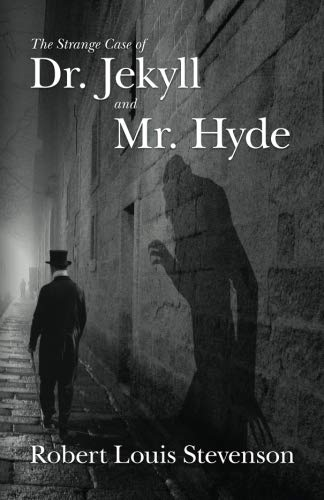 The Strange Case of
Dr. Jekyll
and
Mr. Hyde
Robert Louis Stevenson